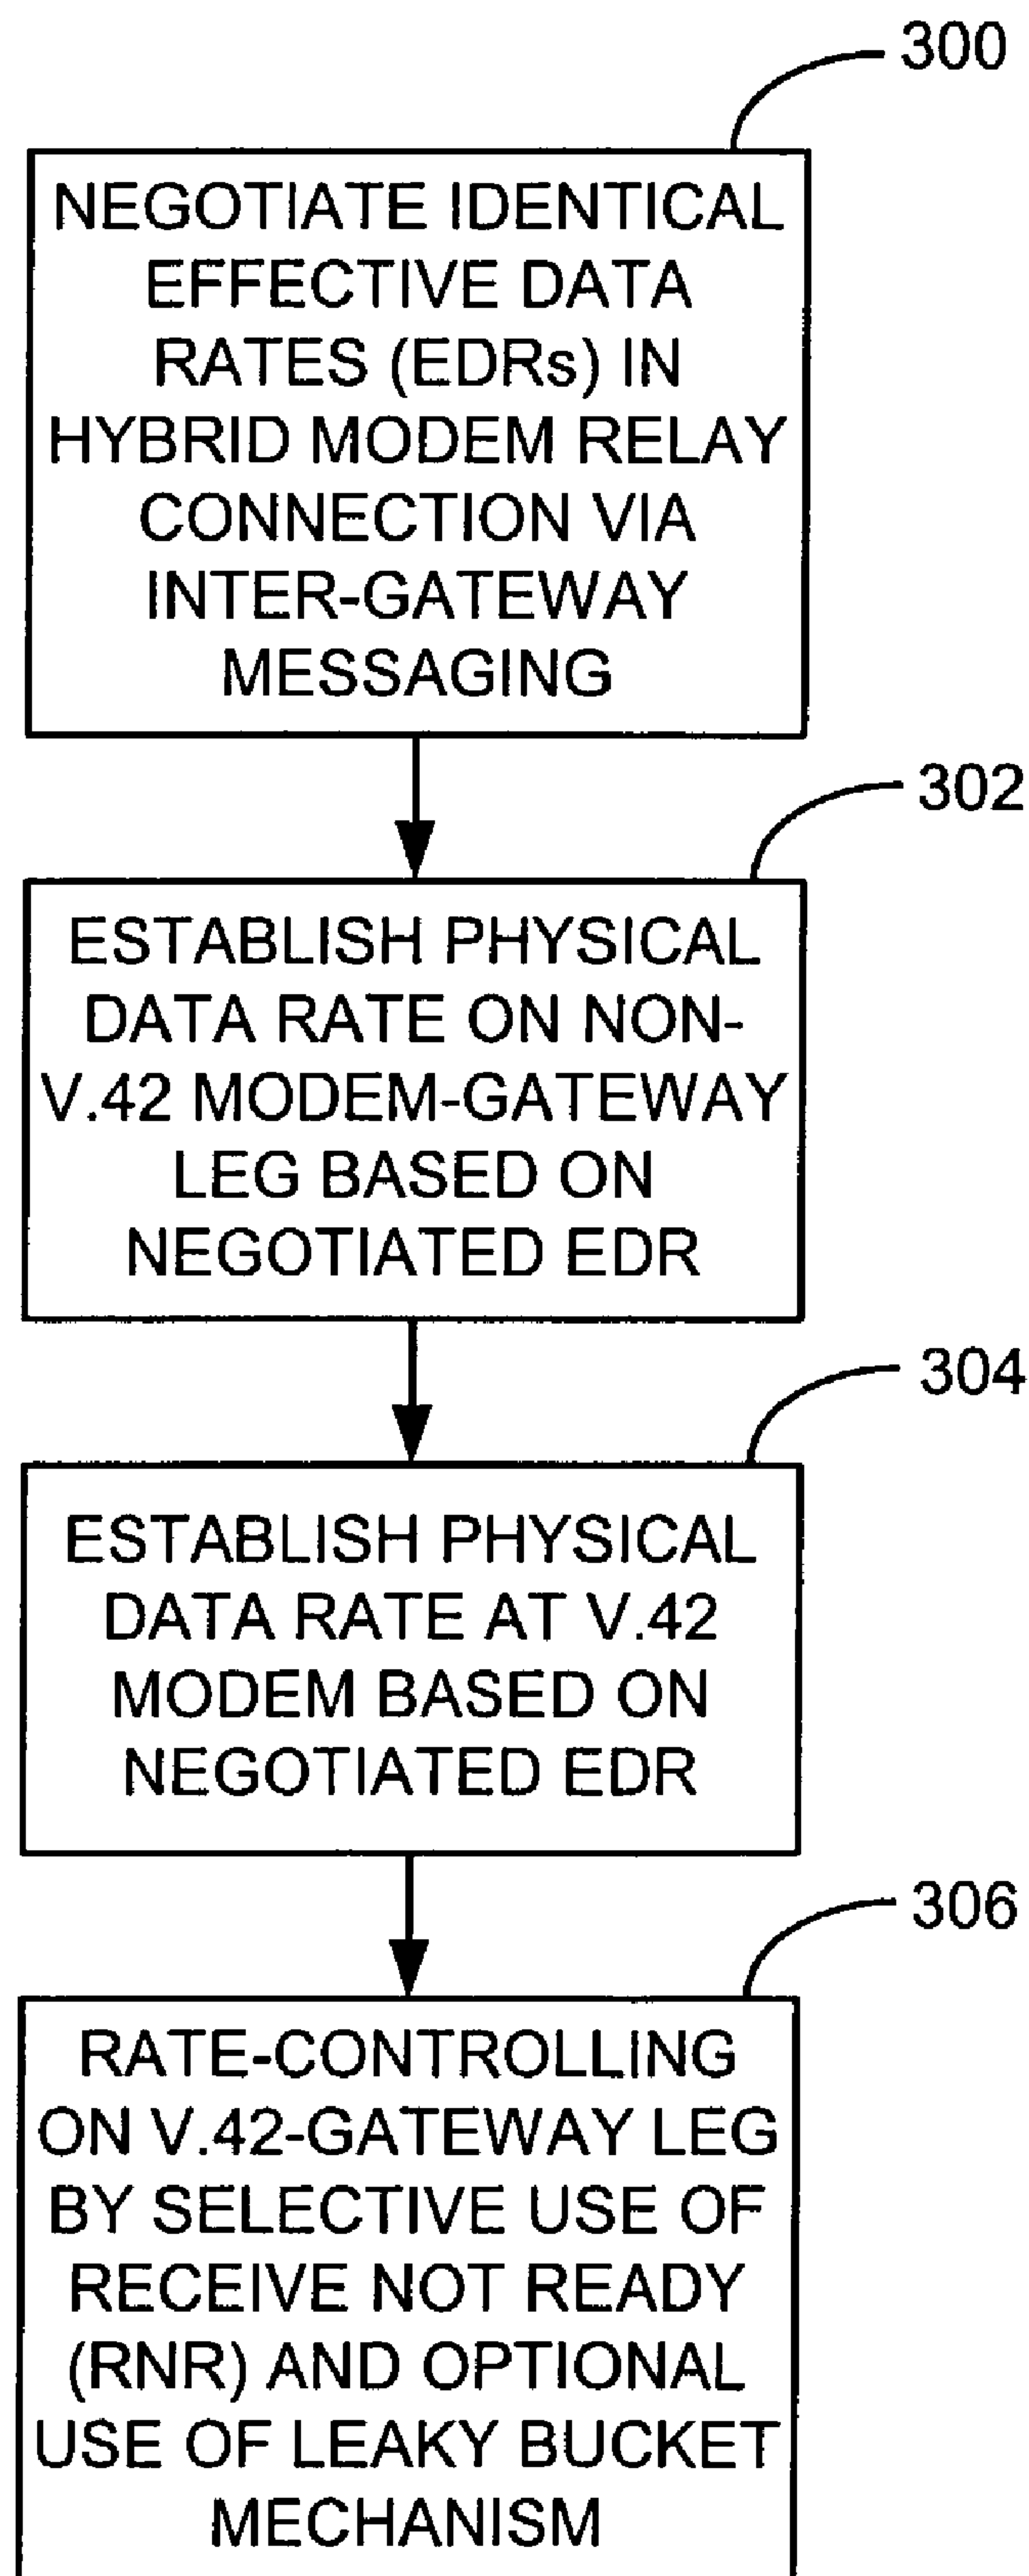 300
NEGOTIATE IDENTICAL
EFFECTIVE DATA
RATES (EDRs) IN
HYBRID MODEM RELAY
CONNECTION VIA
INTER-GATEWAY
MESSAGING
302
ESTABLISH PHYSICAL
DATA RATE ON NON-
V.42 MODEM-GATEWAY
LEG BASED ON
NEGOTIATED EDR
304
ESTABLISH PHYSICAL
DATA RATE AT V.42
MODEM BASED ON
NEGOTIATED EDR
306
RATE-CONTROLLING
ON V.42-GATEWAY LEG
BY SELECTIVE USE OF
RECEIVE NOT READY
(RNR) AND OPTIONAL
USE OF LEAKY BUCKET
MECHANISM